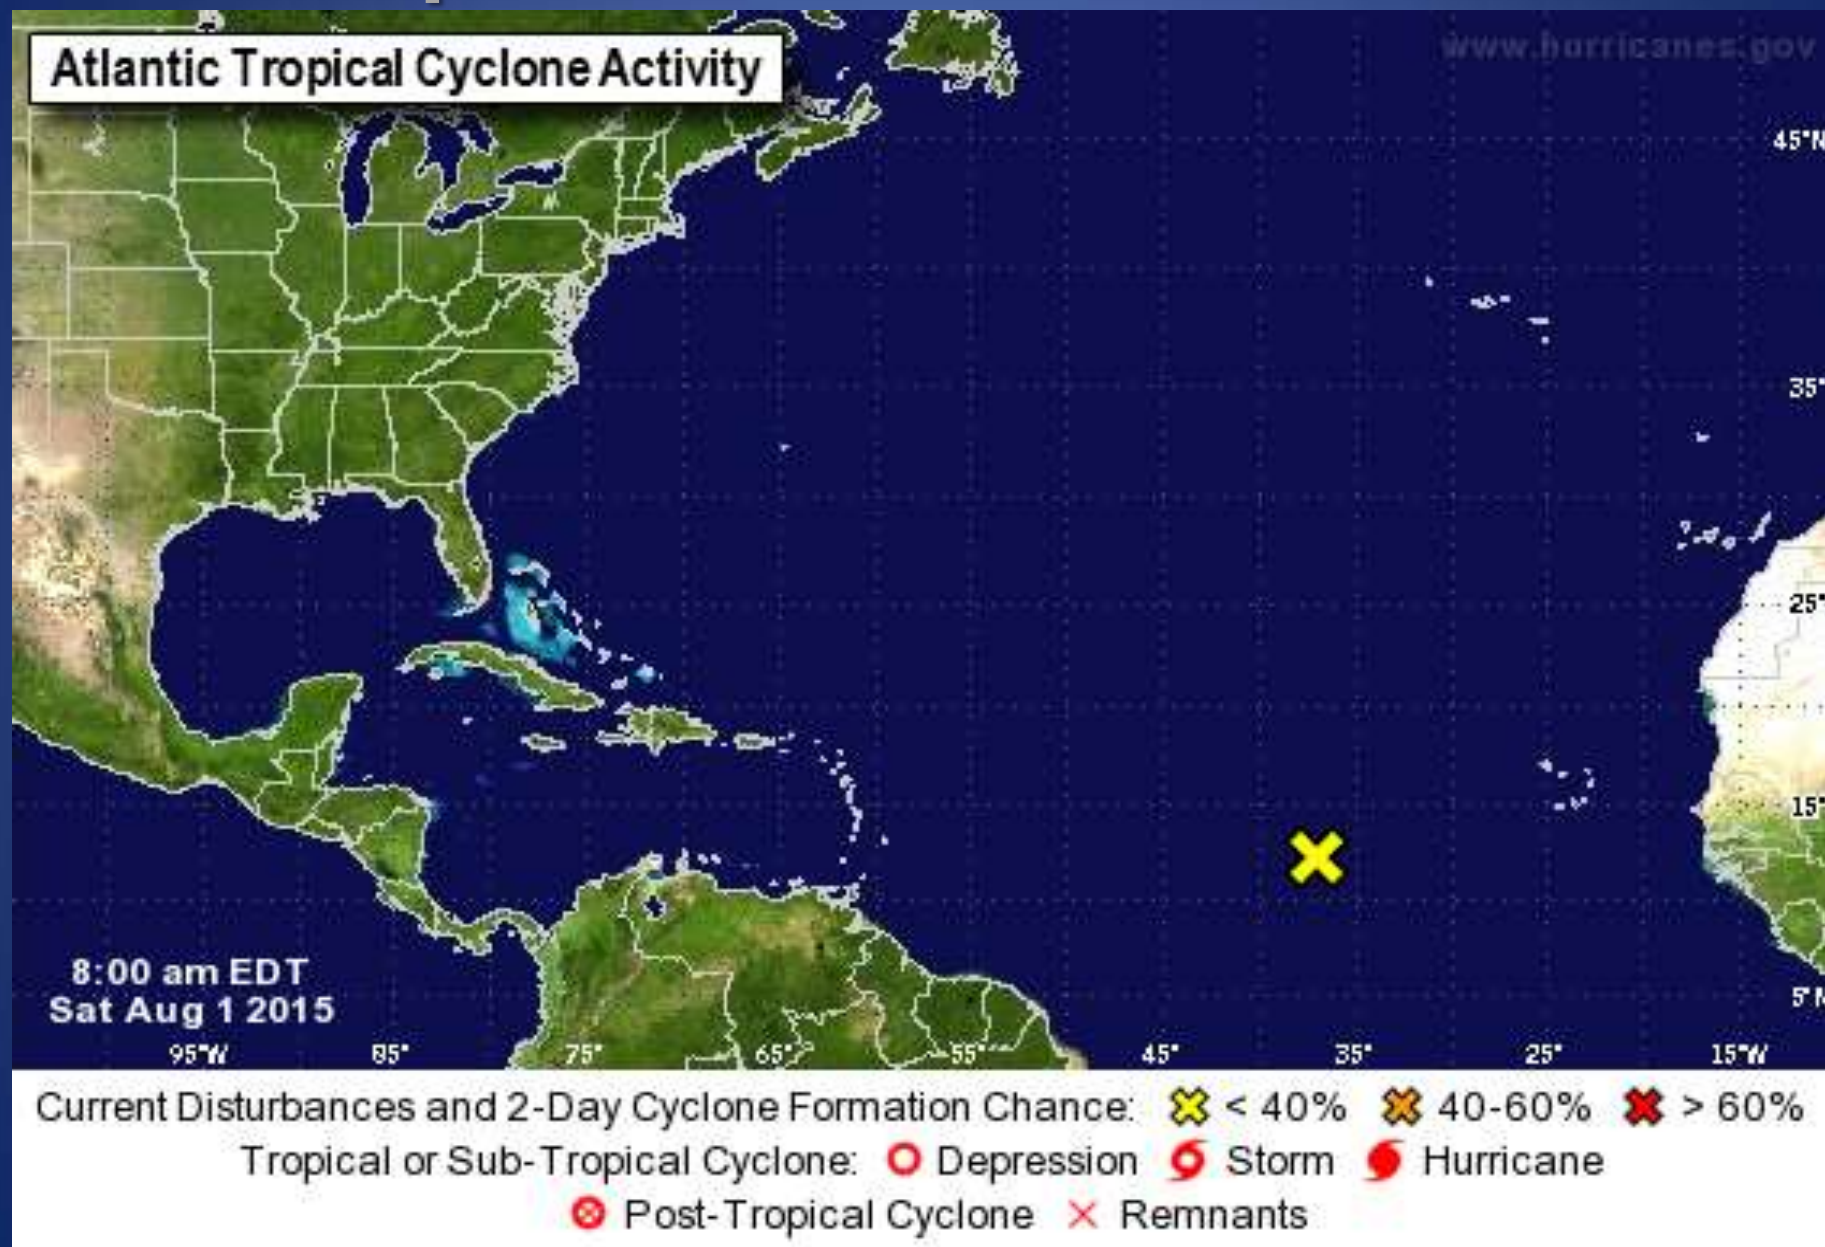 www.hurricanes.gov
Atlantic Tropical Cyclone Activity
45°N
35°
25°
15°
5°N
8:00 am EDT
Sat Aug 1 2015
95°W 85° 75° 65° 55° 45° 35° 25° 15°W
Current Disturbances and 2-Day Cyclone Formation Chance: < 40% 40-60% > 60%
Tropical or Sub-Tropical Cyclone: Depression Storm Hurricane
Post-Tropical Cyclone Remnants